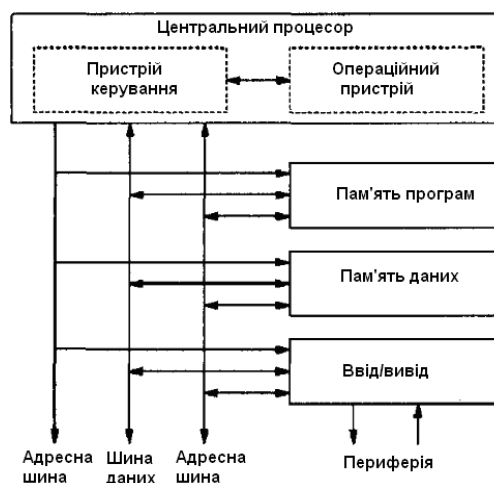 Центральний процесор
Пристрій
керування
Операційний
пристрій
Пам'ять програм
Пам'ять даних
Ввід/вивід
Адресна
шина
Шина
даних
Адресна
шина
Периферія